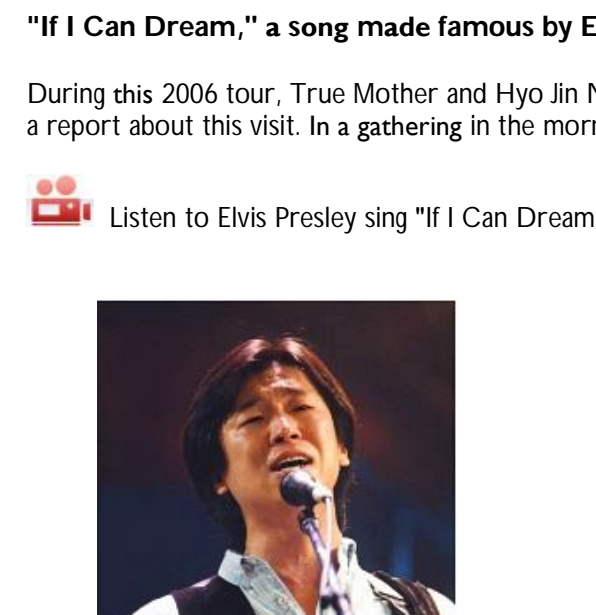 "If I Can Dream," a song made famous by E
During this 2006 tour, True Mother and Hyo Jin
a report about this visit. In a gathering in the
Listen to Elvis Presley sing "If I Can Dream